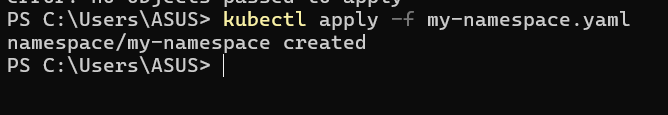 error: no objects passed to apply
PS C:\Users\ASUS> kubectl apply -f my-namespace.yaml
namespace/my-namespace created
PS C:\Users\ASUS>